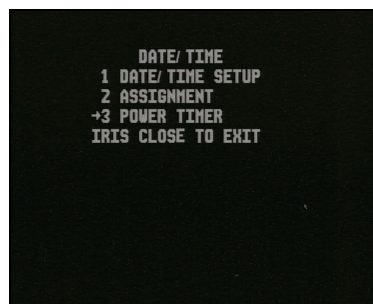 DATE/ TIME
1 DATE/ TIME SETUP
2 ASSIGNMENT
→3 POWER TIMER
IRIS CLOSE TO EXIT